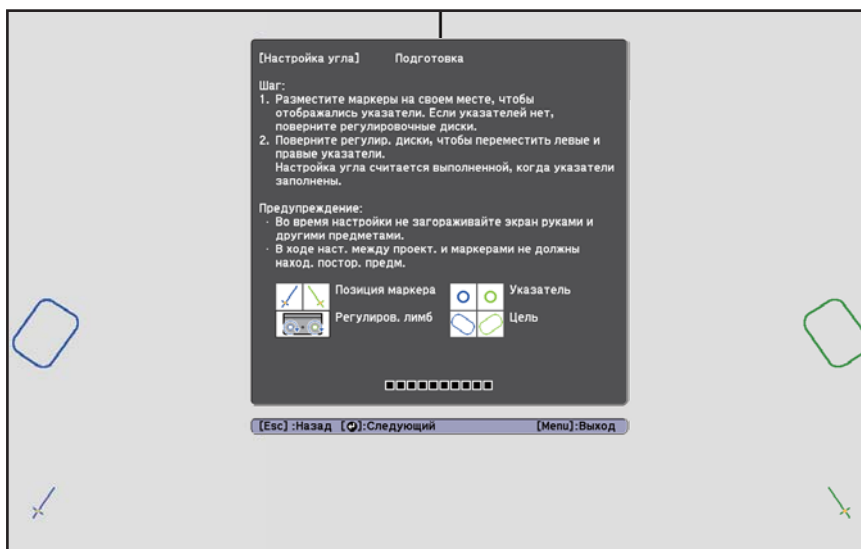 [Настройка угла] Подготовка
Шаг:
1. Разместите маркеры на своем месте, чтобы
отображались указатели. Если указателей нет,
поверните регулировочные диски.
2. Поверните регулир. диски, чтобы переместить левые и
правые указатели.
Настройка угла считается выполненной, когда указатели
заполнены.
Предупреждение:
· Во время настройки не загораживайте экран руками и
другими предметами.
· В ходе наст. между проект. и маркерами не должны
наход. постор. предм.
Позиция маркера Указатель
Регулиров. лимб Цель
[Esc] :Назад [⏎]:Следующий [Menu]:Выход